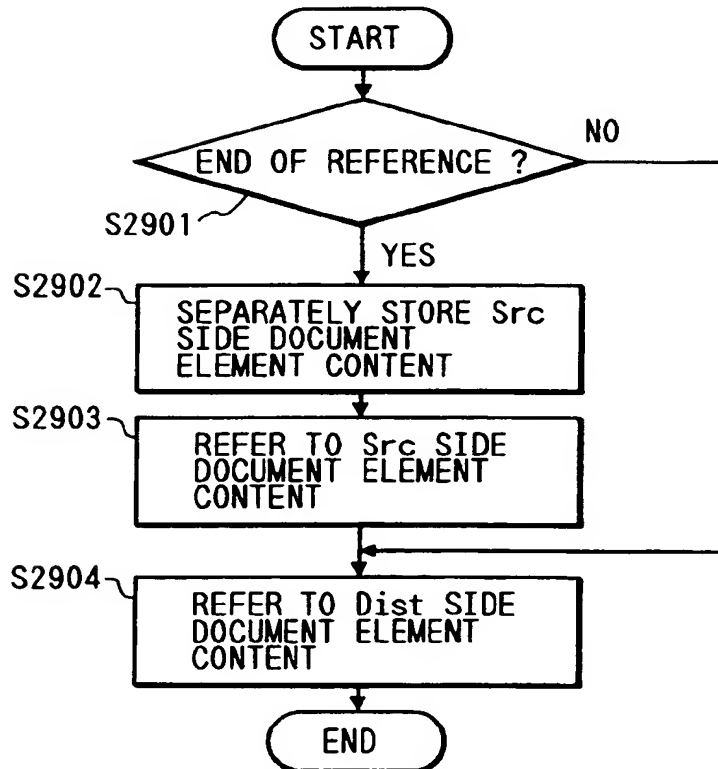 START
NO
END OF REFERENCE ?
S2901
YES
S2902
SEPARATELY STORE Src
SIDE DOCUMENT
ELEMENT CONTENT
S2903
REFER TO Src SIDE
DOCUMENT ELEMENT
CONTENT
S2904
REFER TO Dist SIDE
DOCUMENT ELEMENT
CONTENT
END